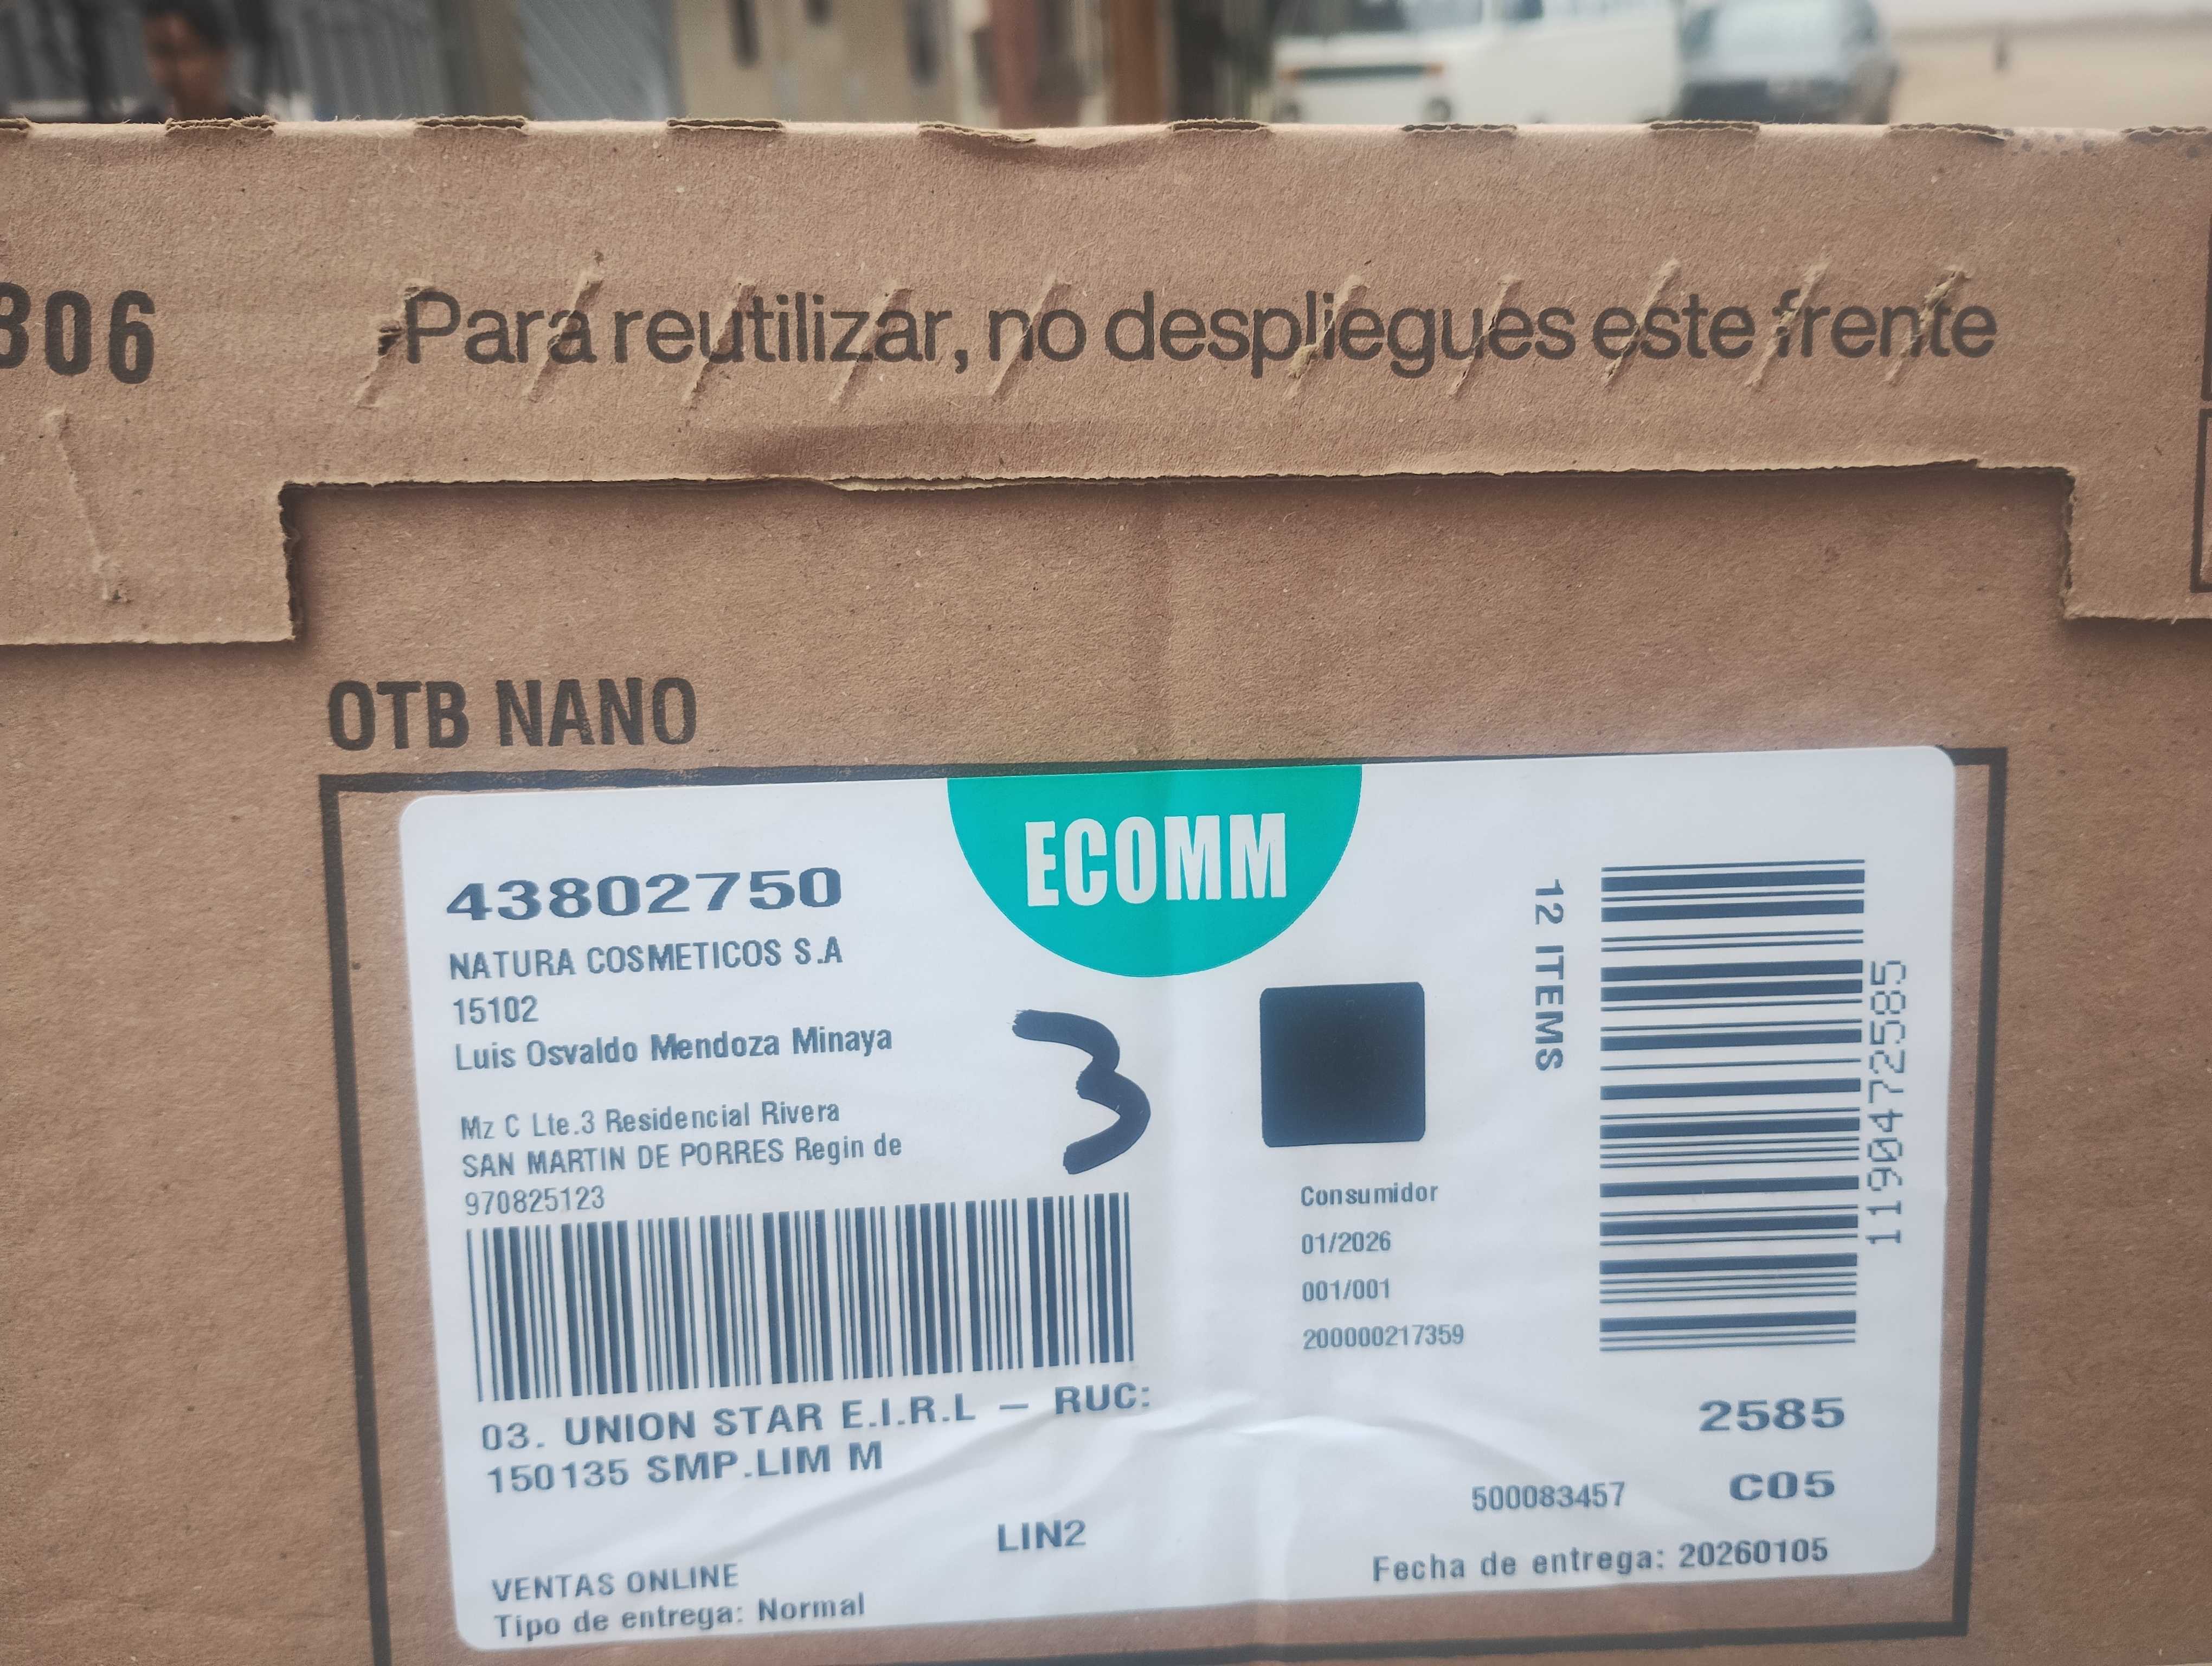 306
Para reutilizar, no despliegues este frente
OTB NANO
ECOMM
43802750
NATURA COSMETICOS S.A
15102
Luis Osvaldo Mendoza Minaya
Mz C Lte.3 Residencial Rivera
SAN MARTIN DE PORRES Regin de
970825123
3
12 ITEMS
1190472585
Consumidor
01/2026
001/001
200000217359
03. UNION STAR E.I.R.L – RUC:
150135 SMP.LIM M
2585
C05
500083457
LIN2
Fecha de entrega: 20260105
VENTAS ONLINE
Tipo de entrega: Normal